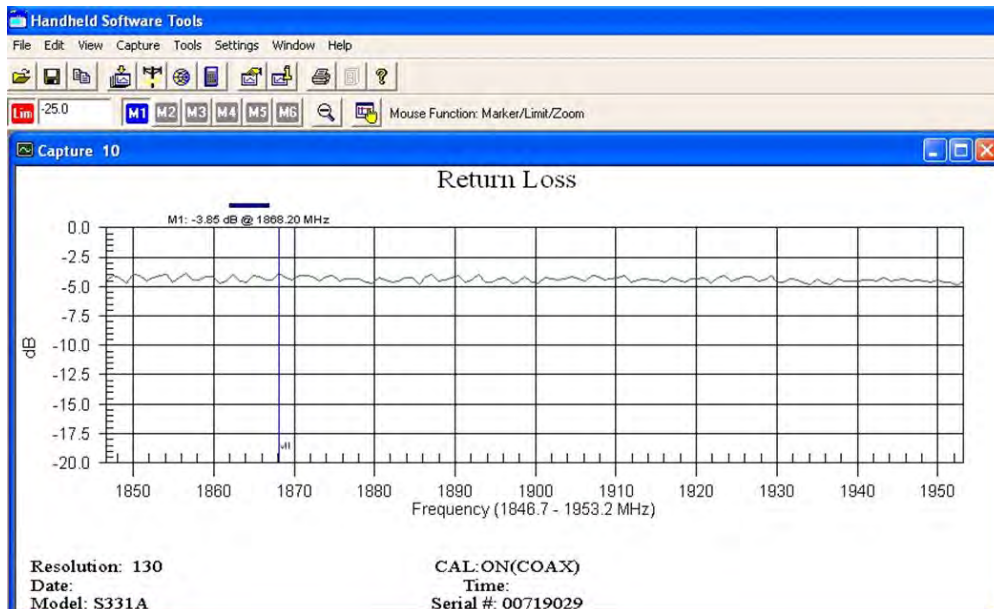 Handheld Software Tools
File Edit View Capture Tools Settings Window Help
Lim -25.0 M1 M2 M3 M4 M5 M6 Mouse Function: Marker/Limit/Zoom
Capture 10
Return Loss
M1: -3.85 dB @ 1868.20 MHz
0.0
-2.5
-5.0
-7.5
-10.0
-12.5
-15.0
-17.5
-20.0
dB
M1
1850 1860 1870 1880 1890 1900 1910 1920 1930 1940 1950
Frequency (1846.7 - 1953.2 MHz)
Resolution: 130 CAL:ON(COAX)
Date: Time:
Model: S331A Serial #: 00719029